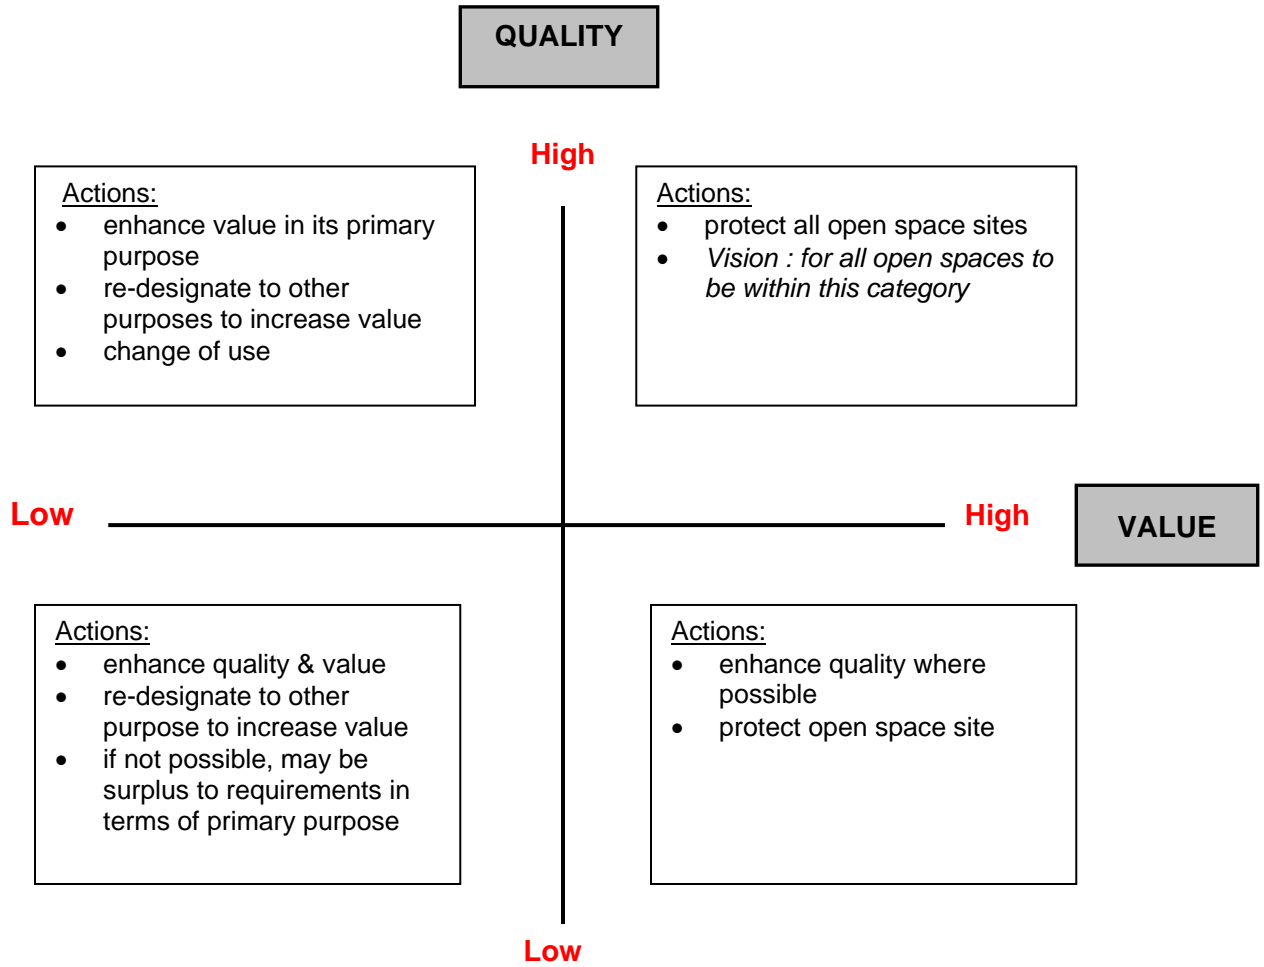 QUALITY
High
Actions:
• enhance value in its primary
purpose
• re-designate to other
purposes to increase value
• change of use
Actions:
• protect all open space sites
• Vision : for all open spaces to
be within this category
Low
High
VALUE
Actions:
• enhance quality & value
• re-designate to other
purpose to increase value
• if not possible, may be
surplus to requirements in
terms of primary purpose
Actions:
• enhance quality where
possible
• protect open space site
Low